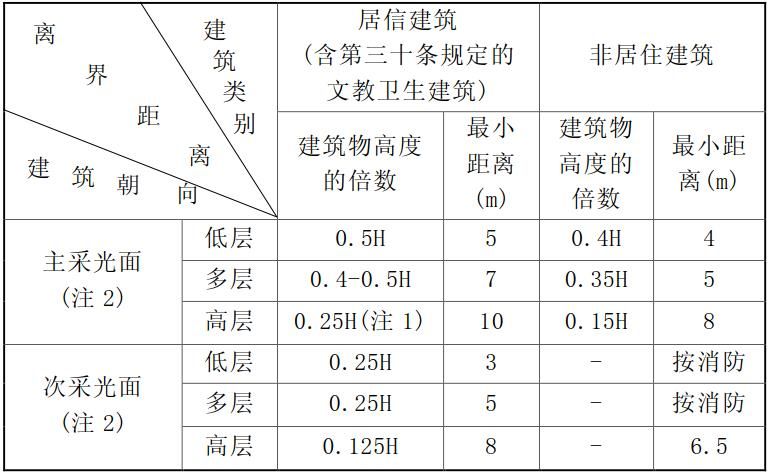 离界距离
建筑类别
建筑朝向
居信建筑
(含第三十条规定的
文教卫生建筑)
非居住建筑
建筑物高度
的倍数
最小
距离
(m)
建筑物
高度的
倍数
最小距
离(m)
主采光面
(注 2)
低层
0.5H
5
0.4H
4
多层
0.4-0.5H
7
0.35H
5
高层
0.25H(注 1)
10
0.15H
8
次采光面
(注 2)
低层
0.25H
3
-
按消防
多层
0.25H
5
-
按消防
高层
0.125H
8
-
6.5